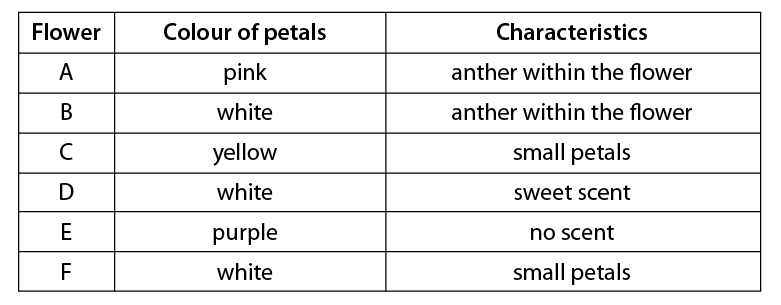 Flower Colour of petals Characteristics
A pink anther within the flower
B white anther within the flower
C yellow small petals
D white sweet scent
E purple no scent
F white small petals